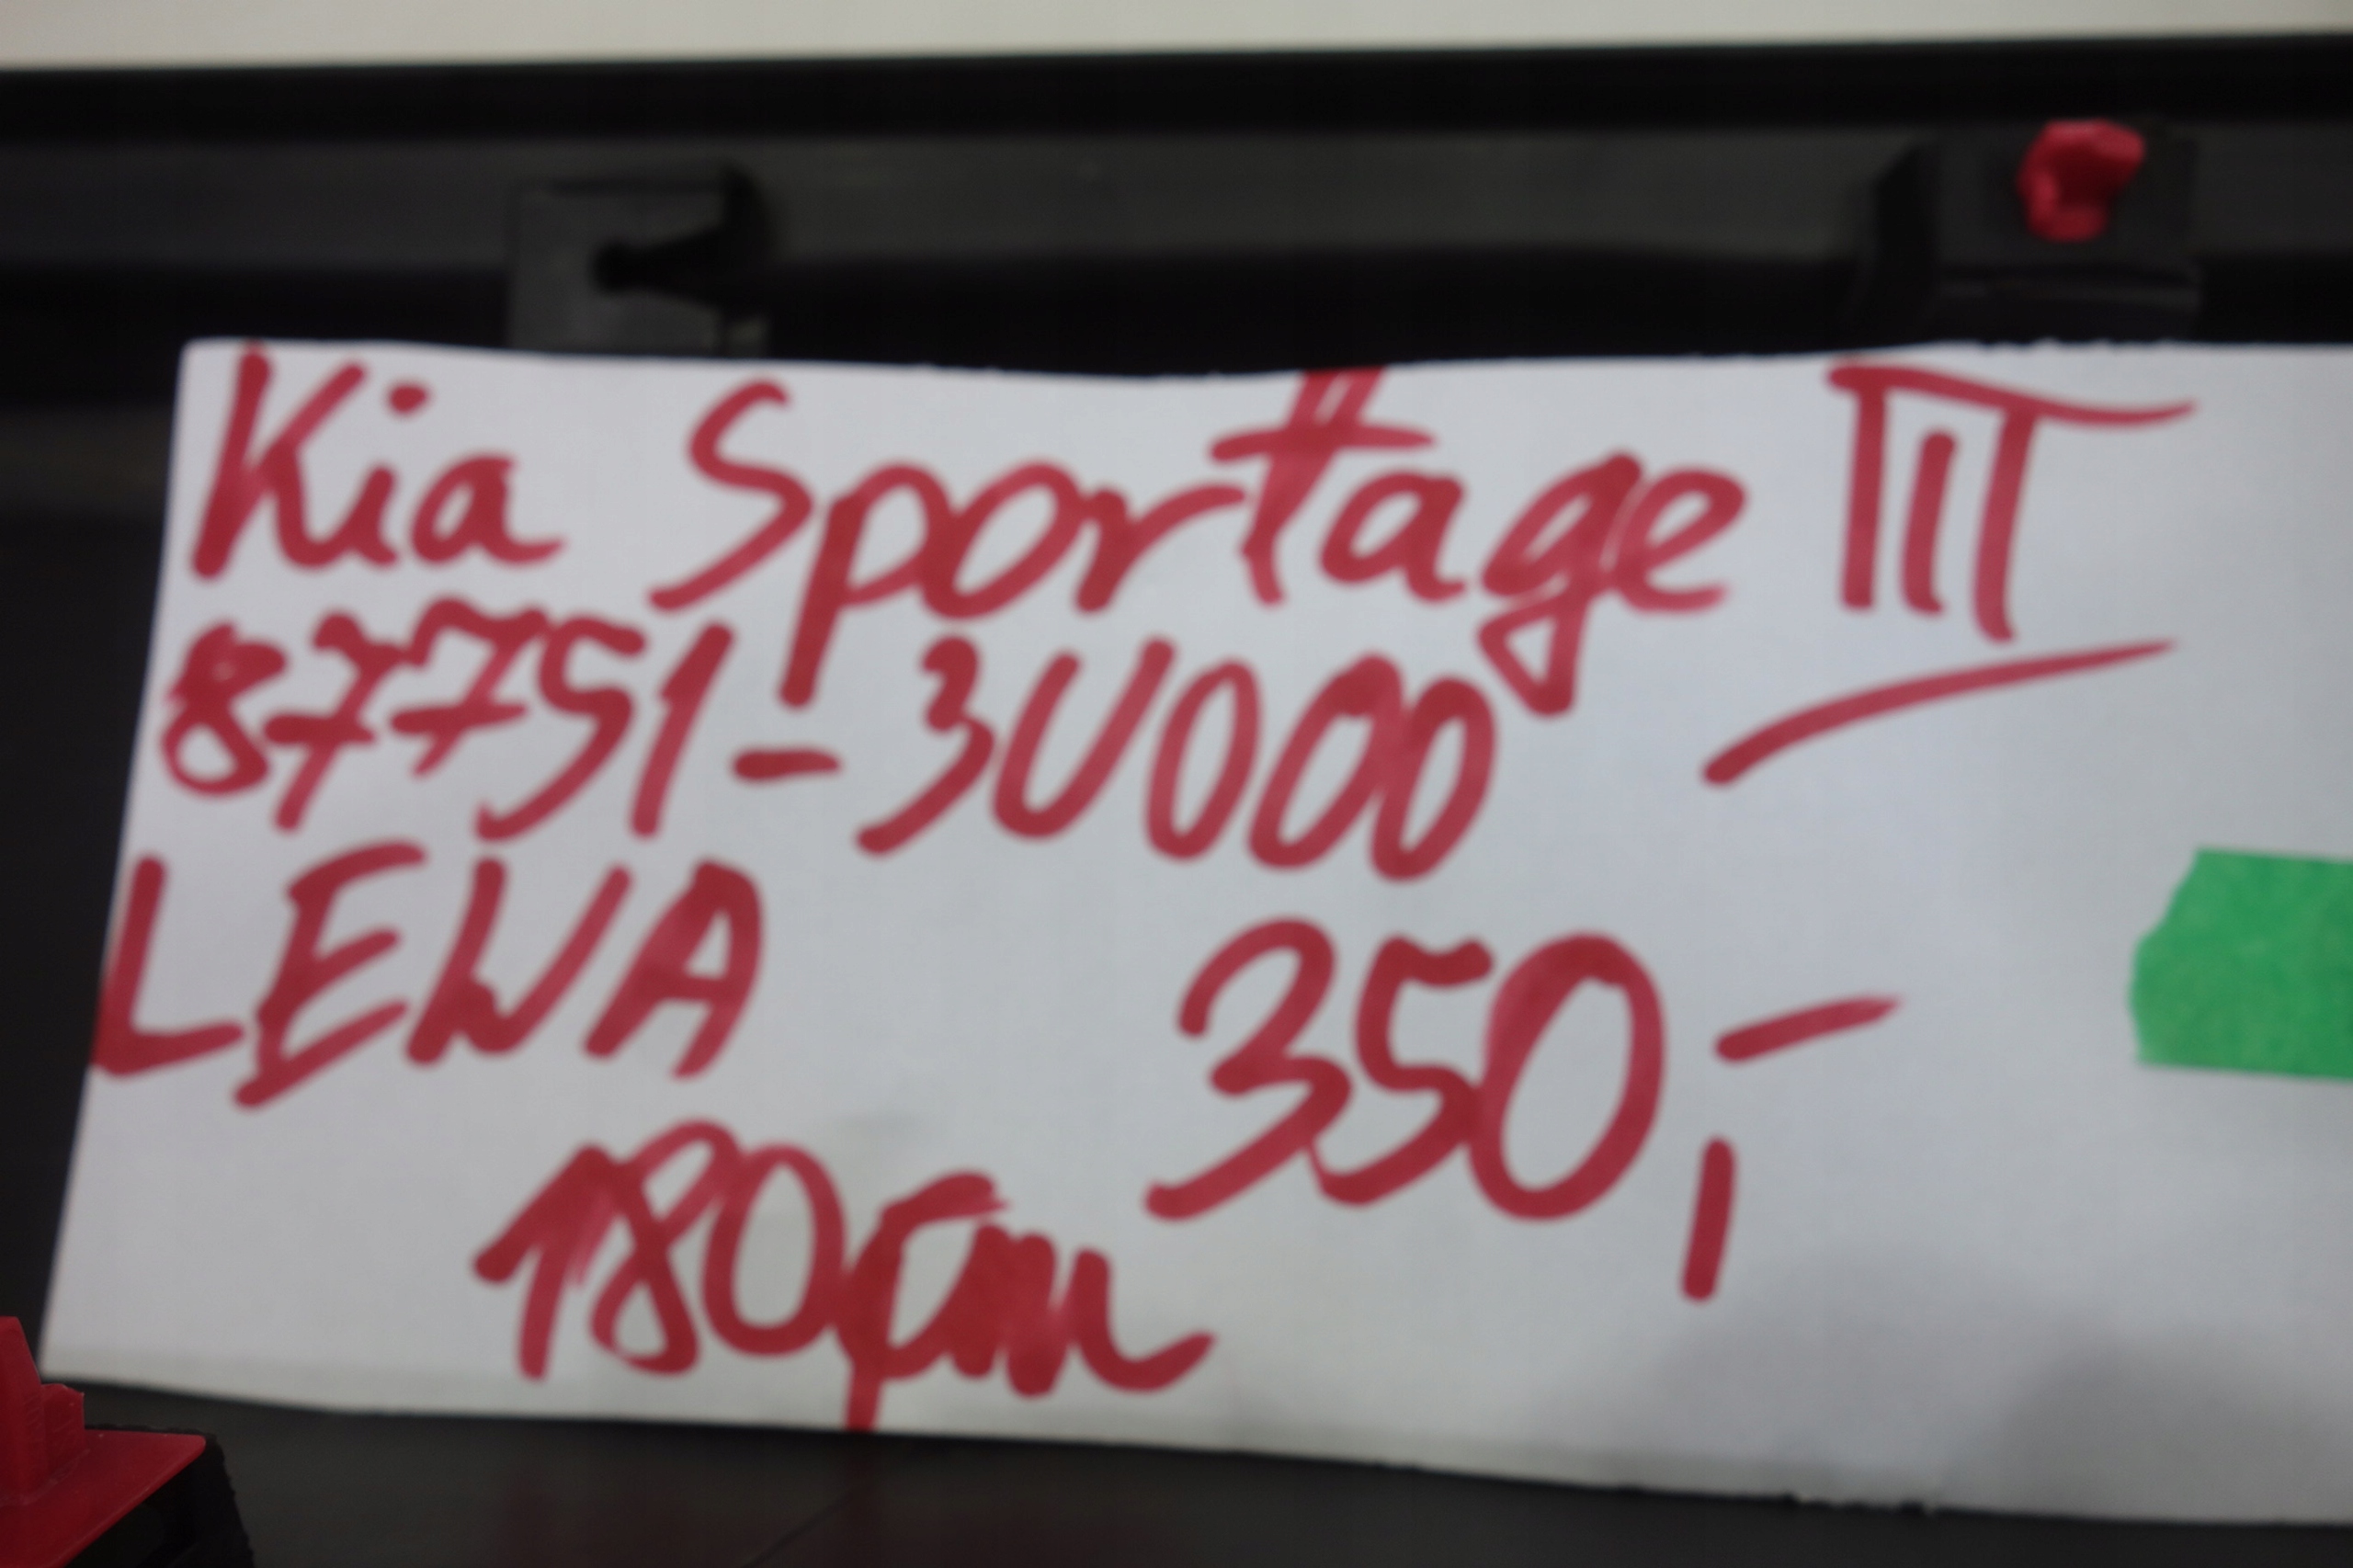 Kia Sportage III
87751-3U000
LEWA 350,-
180cm